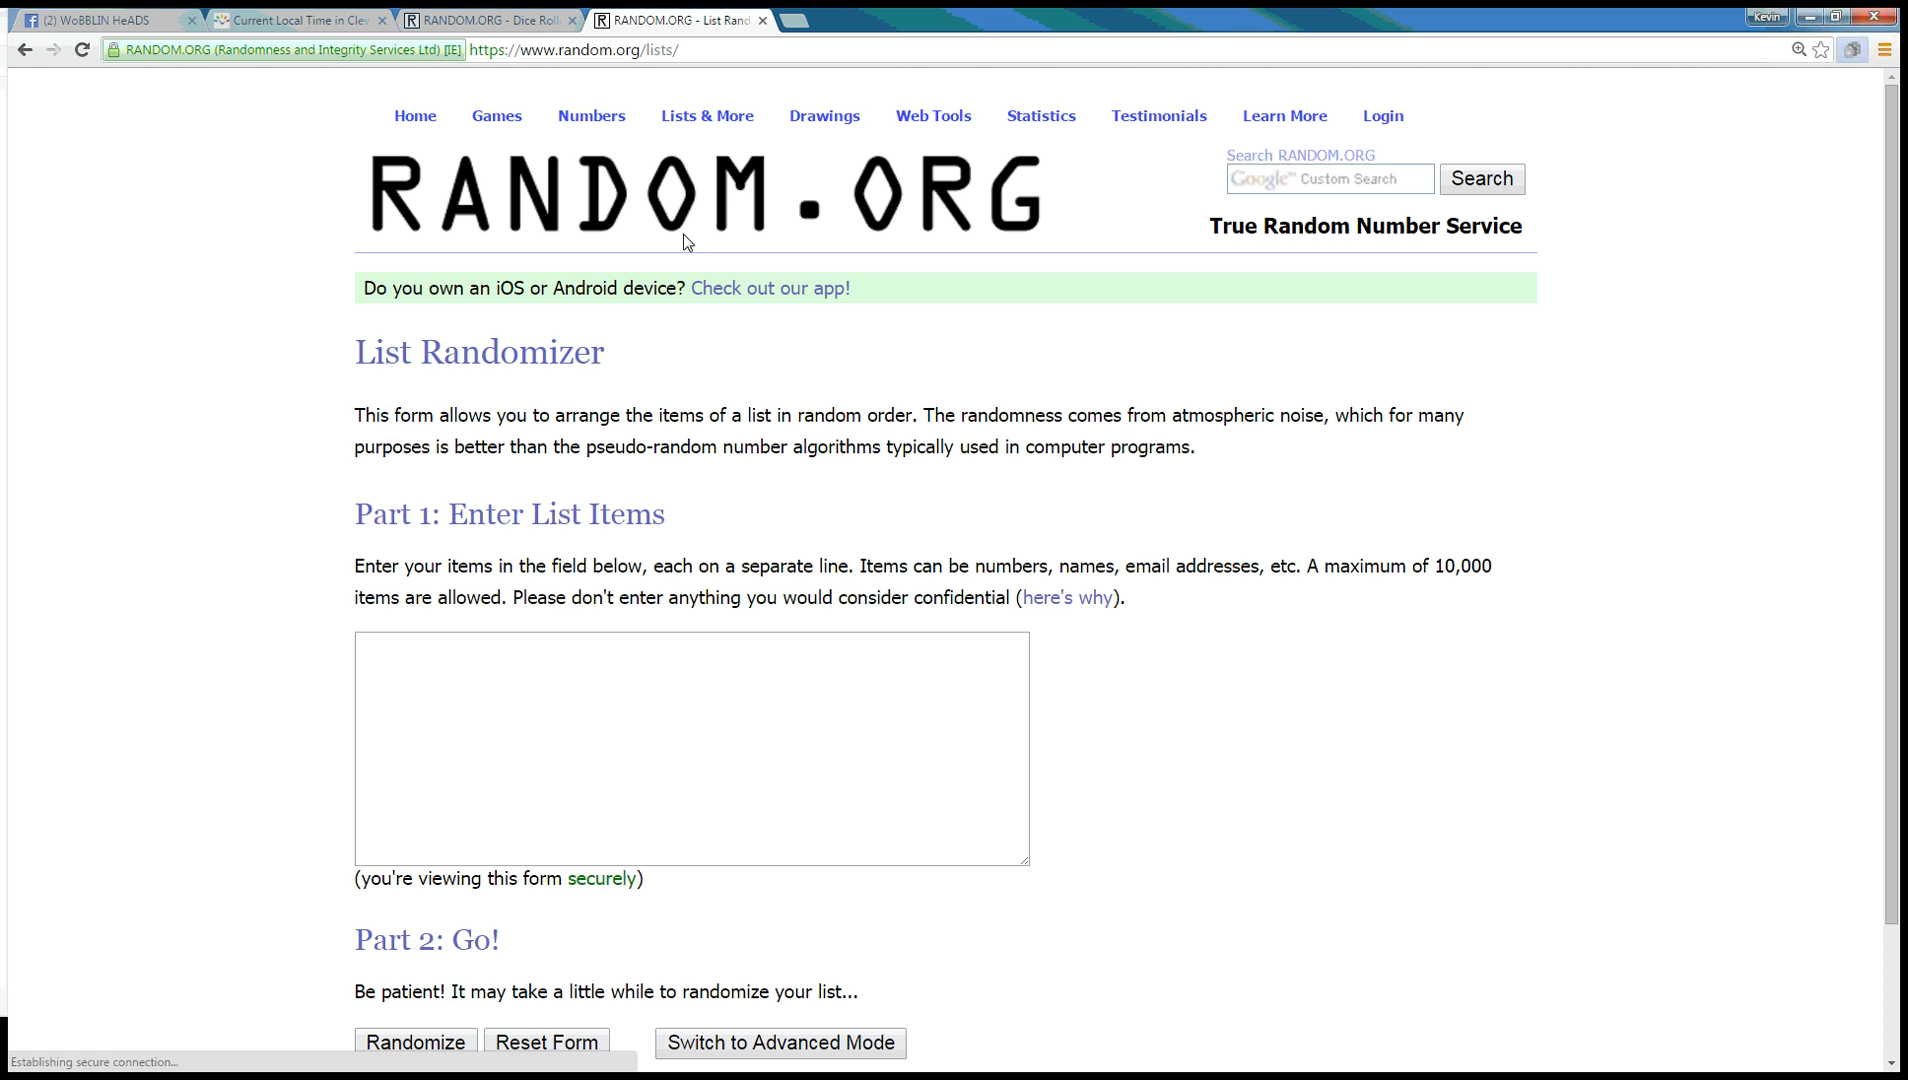 (2) WoBBLIN HeADS
Current Local Time in Clev
RANDOM.ORG - Dice Roll
RANDOM.ORG - List Rand
Kevin
RANDOM.ORG (Randomness and Integrity Services Ltd) [IE] https://www.random.org/lists/
Home Games Numbers Lists & More Drawings Web Tools Statistics Testimonials Learn More Login
RANDOM.ORG
Search RANDOM.ORG
Google™ Custom Search Search
True Random Number Service
Do you own an iOS or Android device? Check out our app!
List Randomizer
This form allows you to arrange the items of a list in random order. The randomness comes from atmospheric noise, which for many
purposes is better than the pseudo-random number algorithms typically used in computer programs.
Part 1: Enter List Items
Enter your items in the field below, each on a separate line. Items can be numbers, names, email addresses, etc. A maximum of 10,000
items are allowed. Please don't enter anything you would consider confidential (here's why).
(you're viewing this form securely)
Part 2: Go!
Be patient! It may take a little while to randomize your list...
Randomize Reset Form Switch to Advanced Mode
Establishing secure connection...